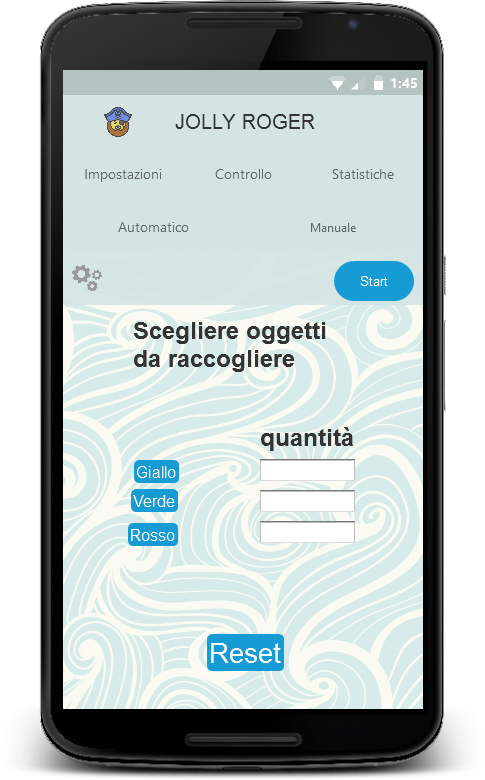 1:45
JOLLY ROGER
Impostazioni Controllo Statistiche
Automatico Manuale
Start
Scegliere oggetti
da raccogliere
quantità
Giallo
Verde
Rosso
Reset